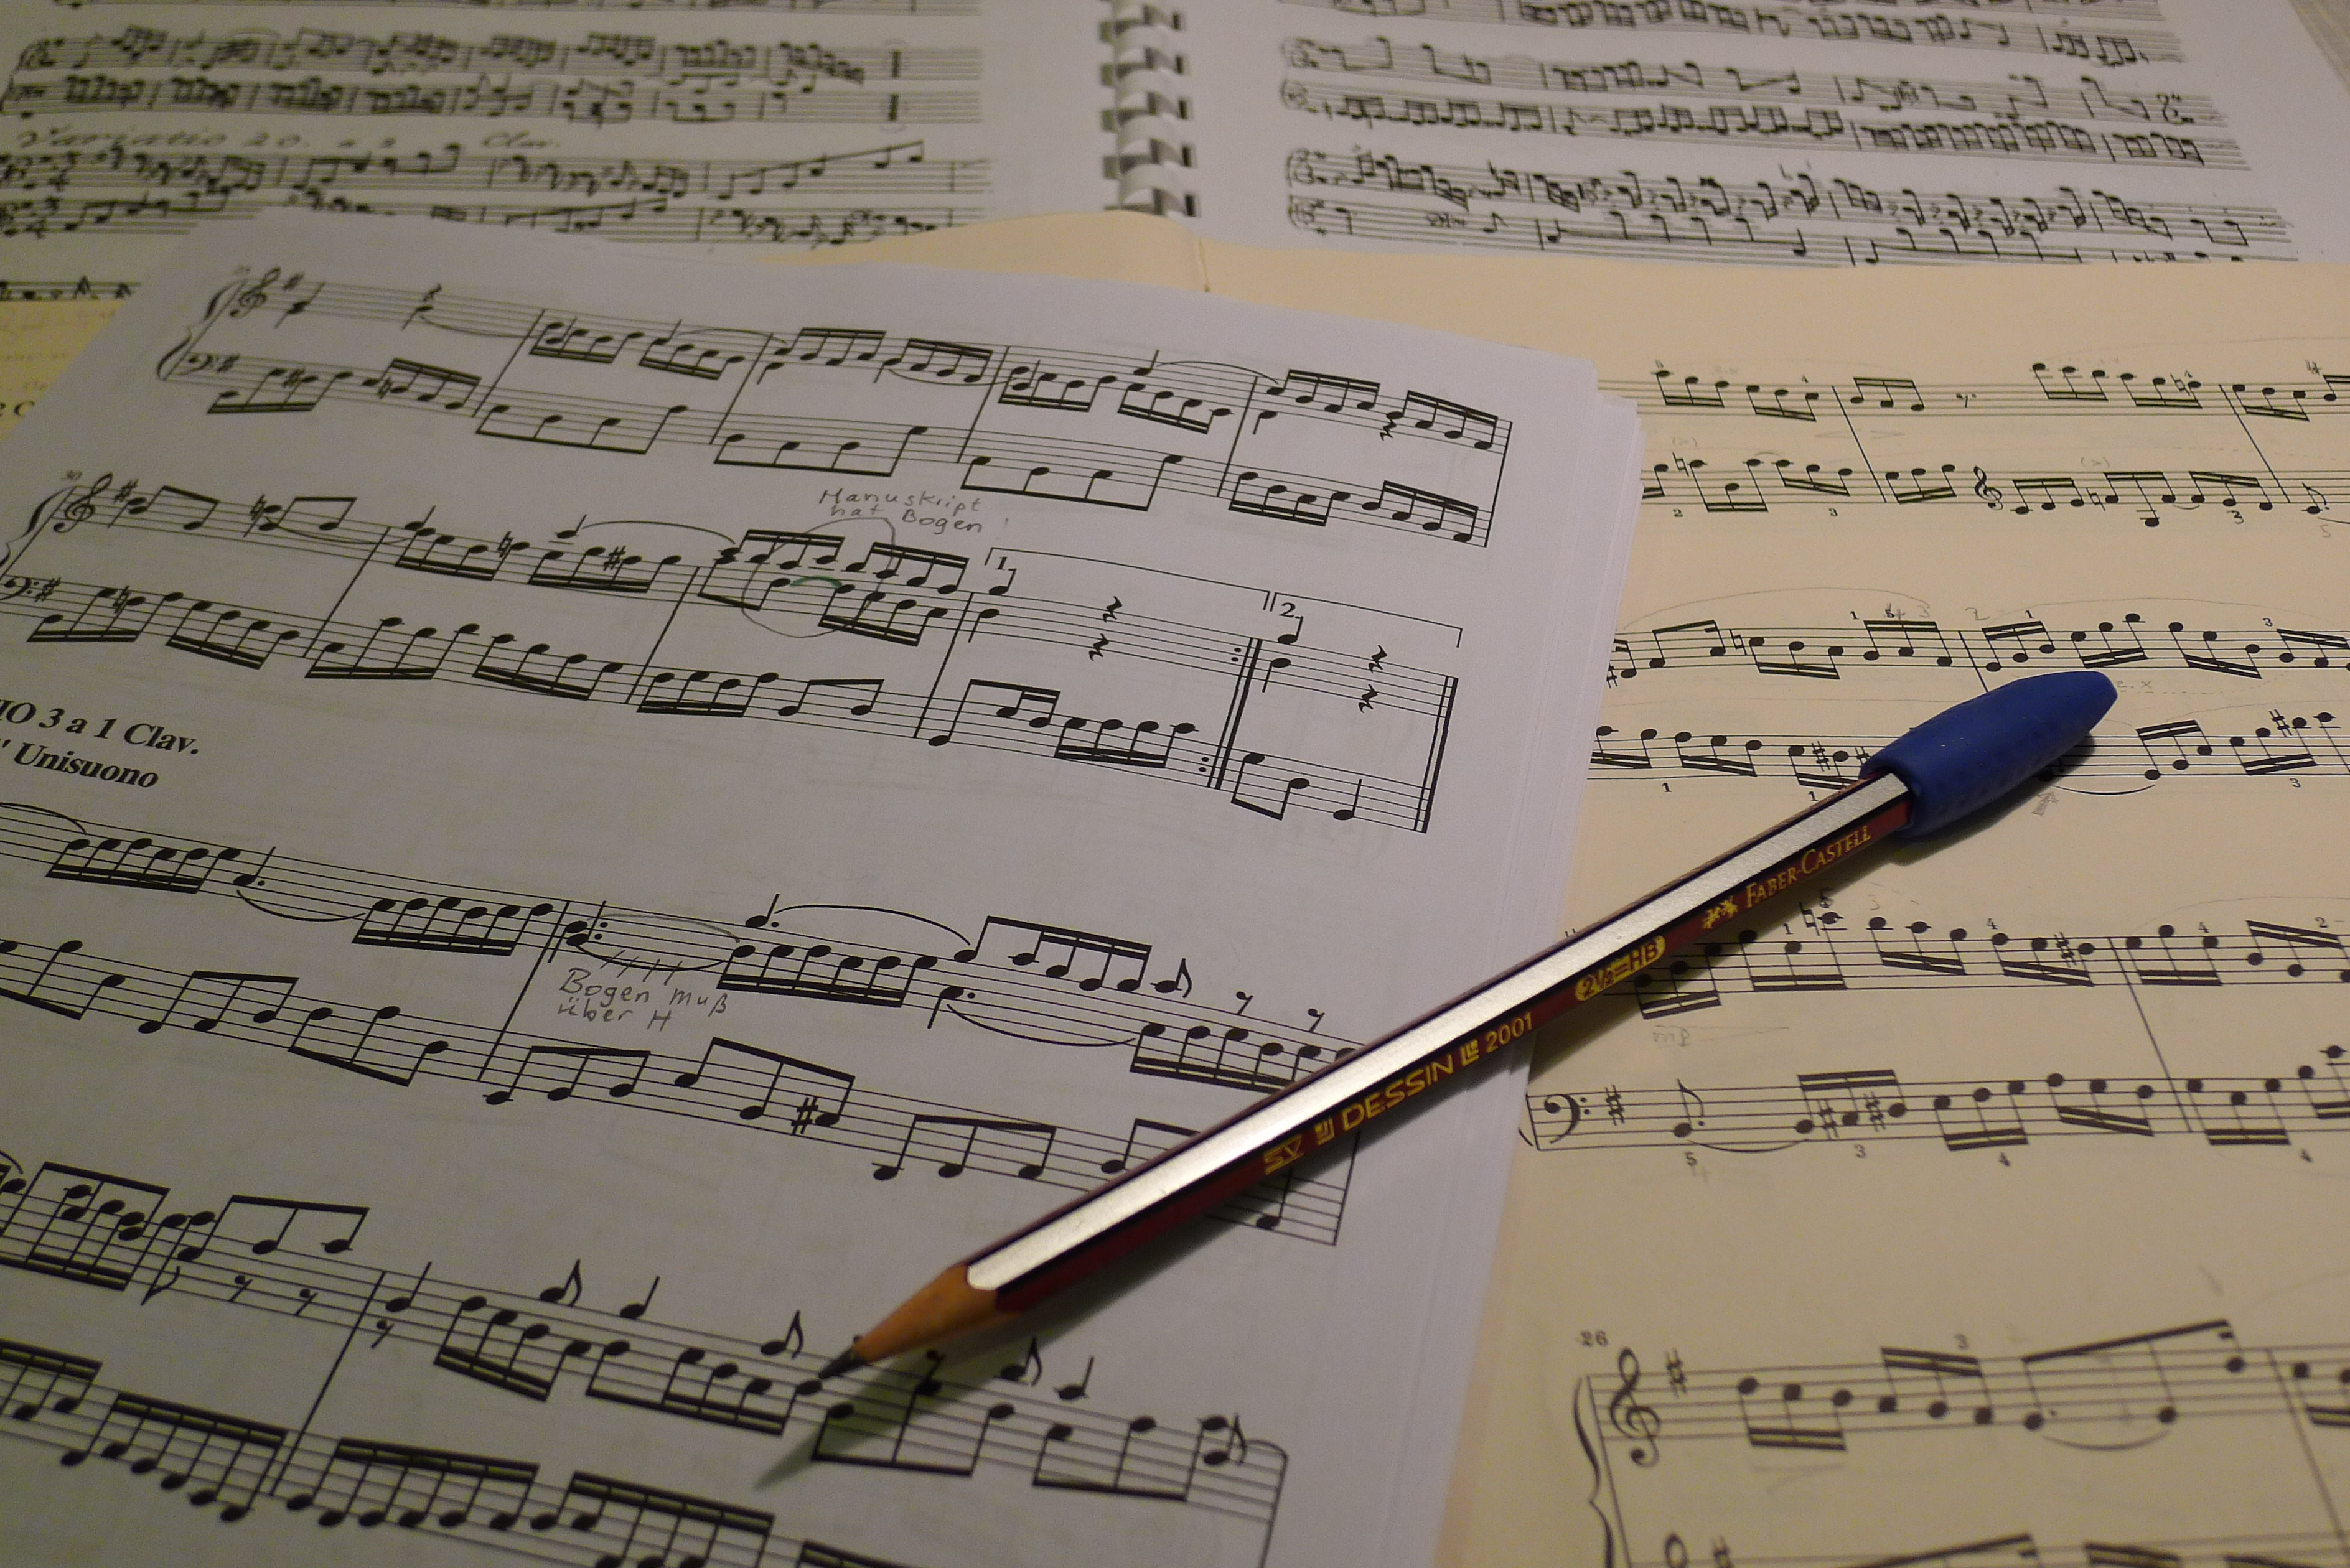 Variatio 20. a 2 Clav.
30
Manuskript
hat Bogen
1
2
IO 3 a 1 Clav.
Unisuono
Bogen muß
über H
FABER-CASTELL
2½=HB
DESSIN 2001
26